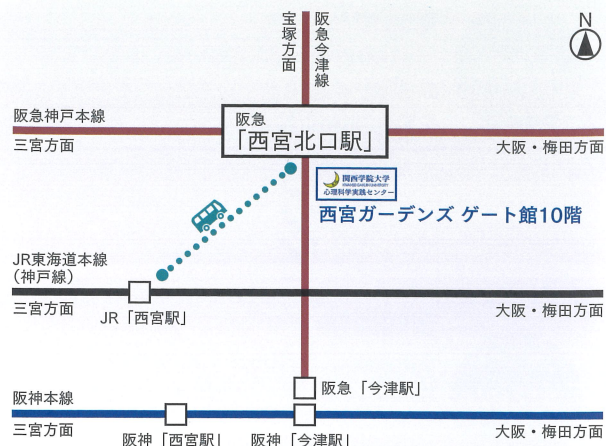 宝塚方面
阪急今津線
N
阪急神戸本線
三宮方面
阪急
「西宮北口駅」
大阪・梅田方面
関西学院大学
KWANSEI GAKUIN UNIVERSITY
心理科学実践センター
西宮ガーデンズ ゲート館10階
JR東海道本線
（神戸線）
三宮方面
JR「西宮駅」
大阪・梅田方面
阪急「今津駅」
阪神本線
三宮方面
阪神「西宮駅」
阪神「今津駅」
大阪・梅田方面